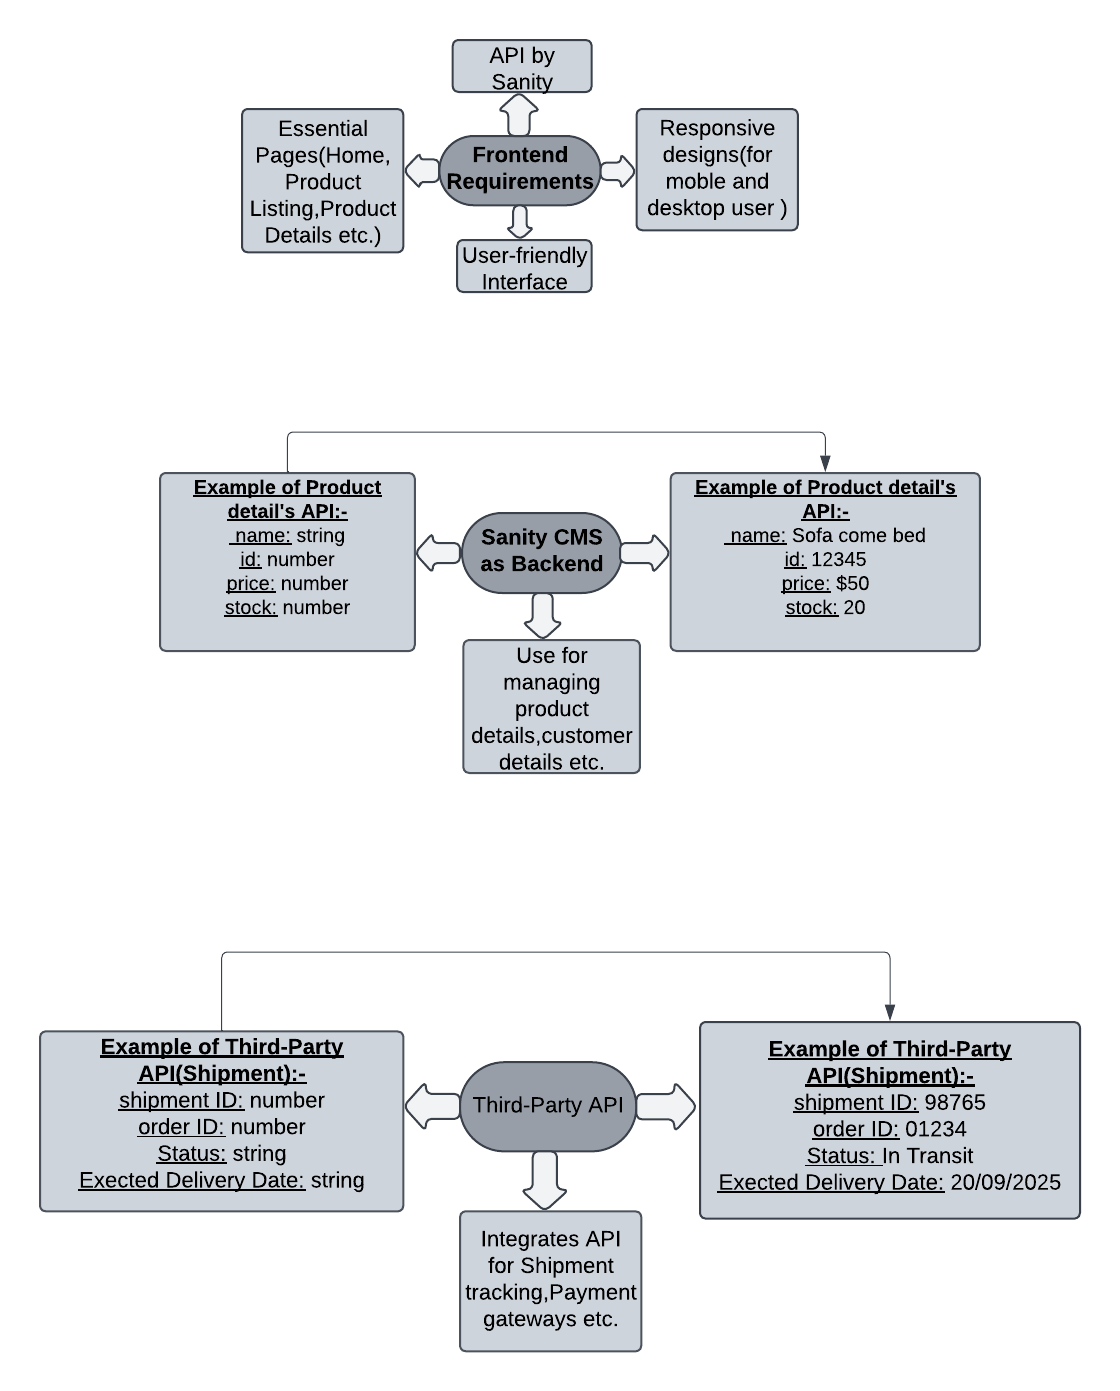 API by
Sanity
Essential
Pages(Home,
Product
Listing,Product
Details etc.)
Frontend
Requirements
Responsive
designs(for
moble and
desktop user )
User-friendly
Interface
Example of Product
detail's API:-
name: string
id: number
price: number
stock: number
Sanity CMS
as Backend
Example of Product detail's
API:-
name: Sofa come bed
id: 12345
price: $50
stock: 20
Use for
managing
product
details,customer
details etc.
Example of Third-Party
API(Shipment):-
shipment ID: number
order ID: number
Status: string
Exected Delivery Date: string
Third-Party API
Example of Third-Party
API(Shipment):-
shipment ID: 98765
order ID: 01234
Status: In Transit
Exected Delivery Date: 20/09/2025
Integrates API
for Shipment
tracking,Payment
gateways etc.